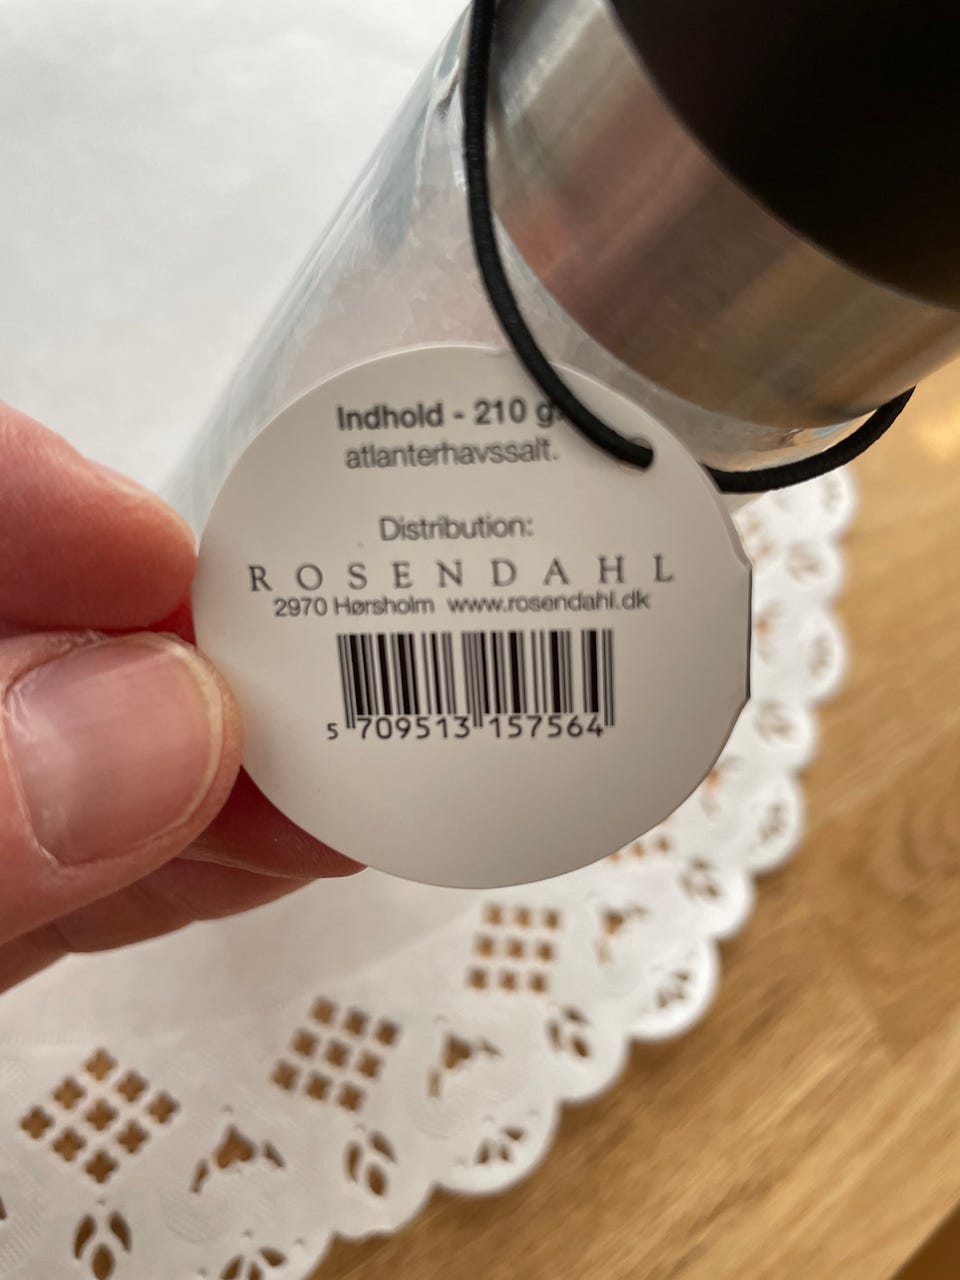 Indhold - 210 g.
atlanterhavssalt.
Distribution:
ROSENDAHL
2970 Hørsholm www.rosendahl.dk
5 709513 157564